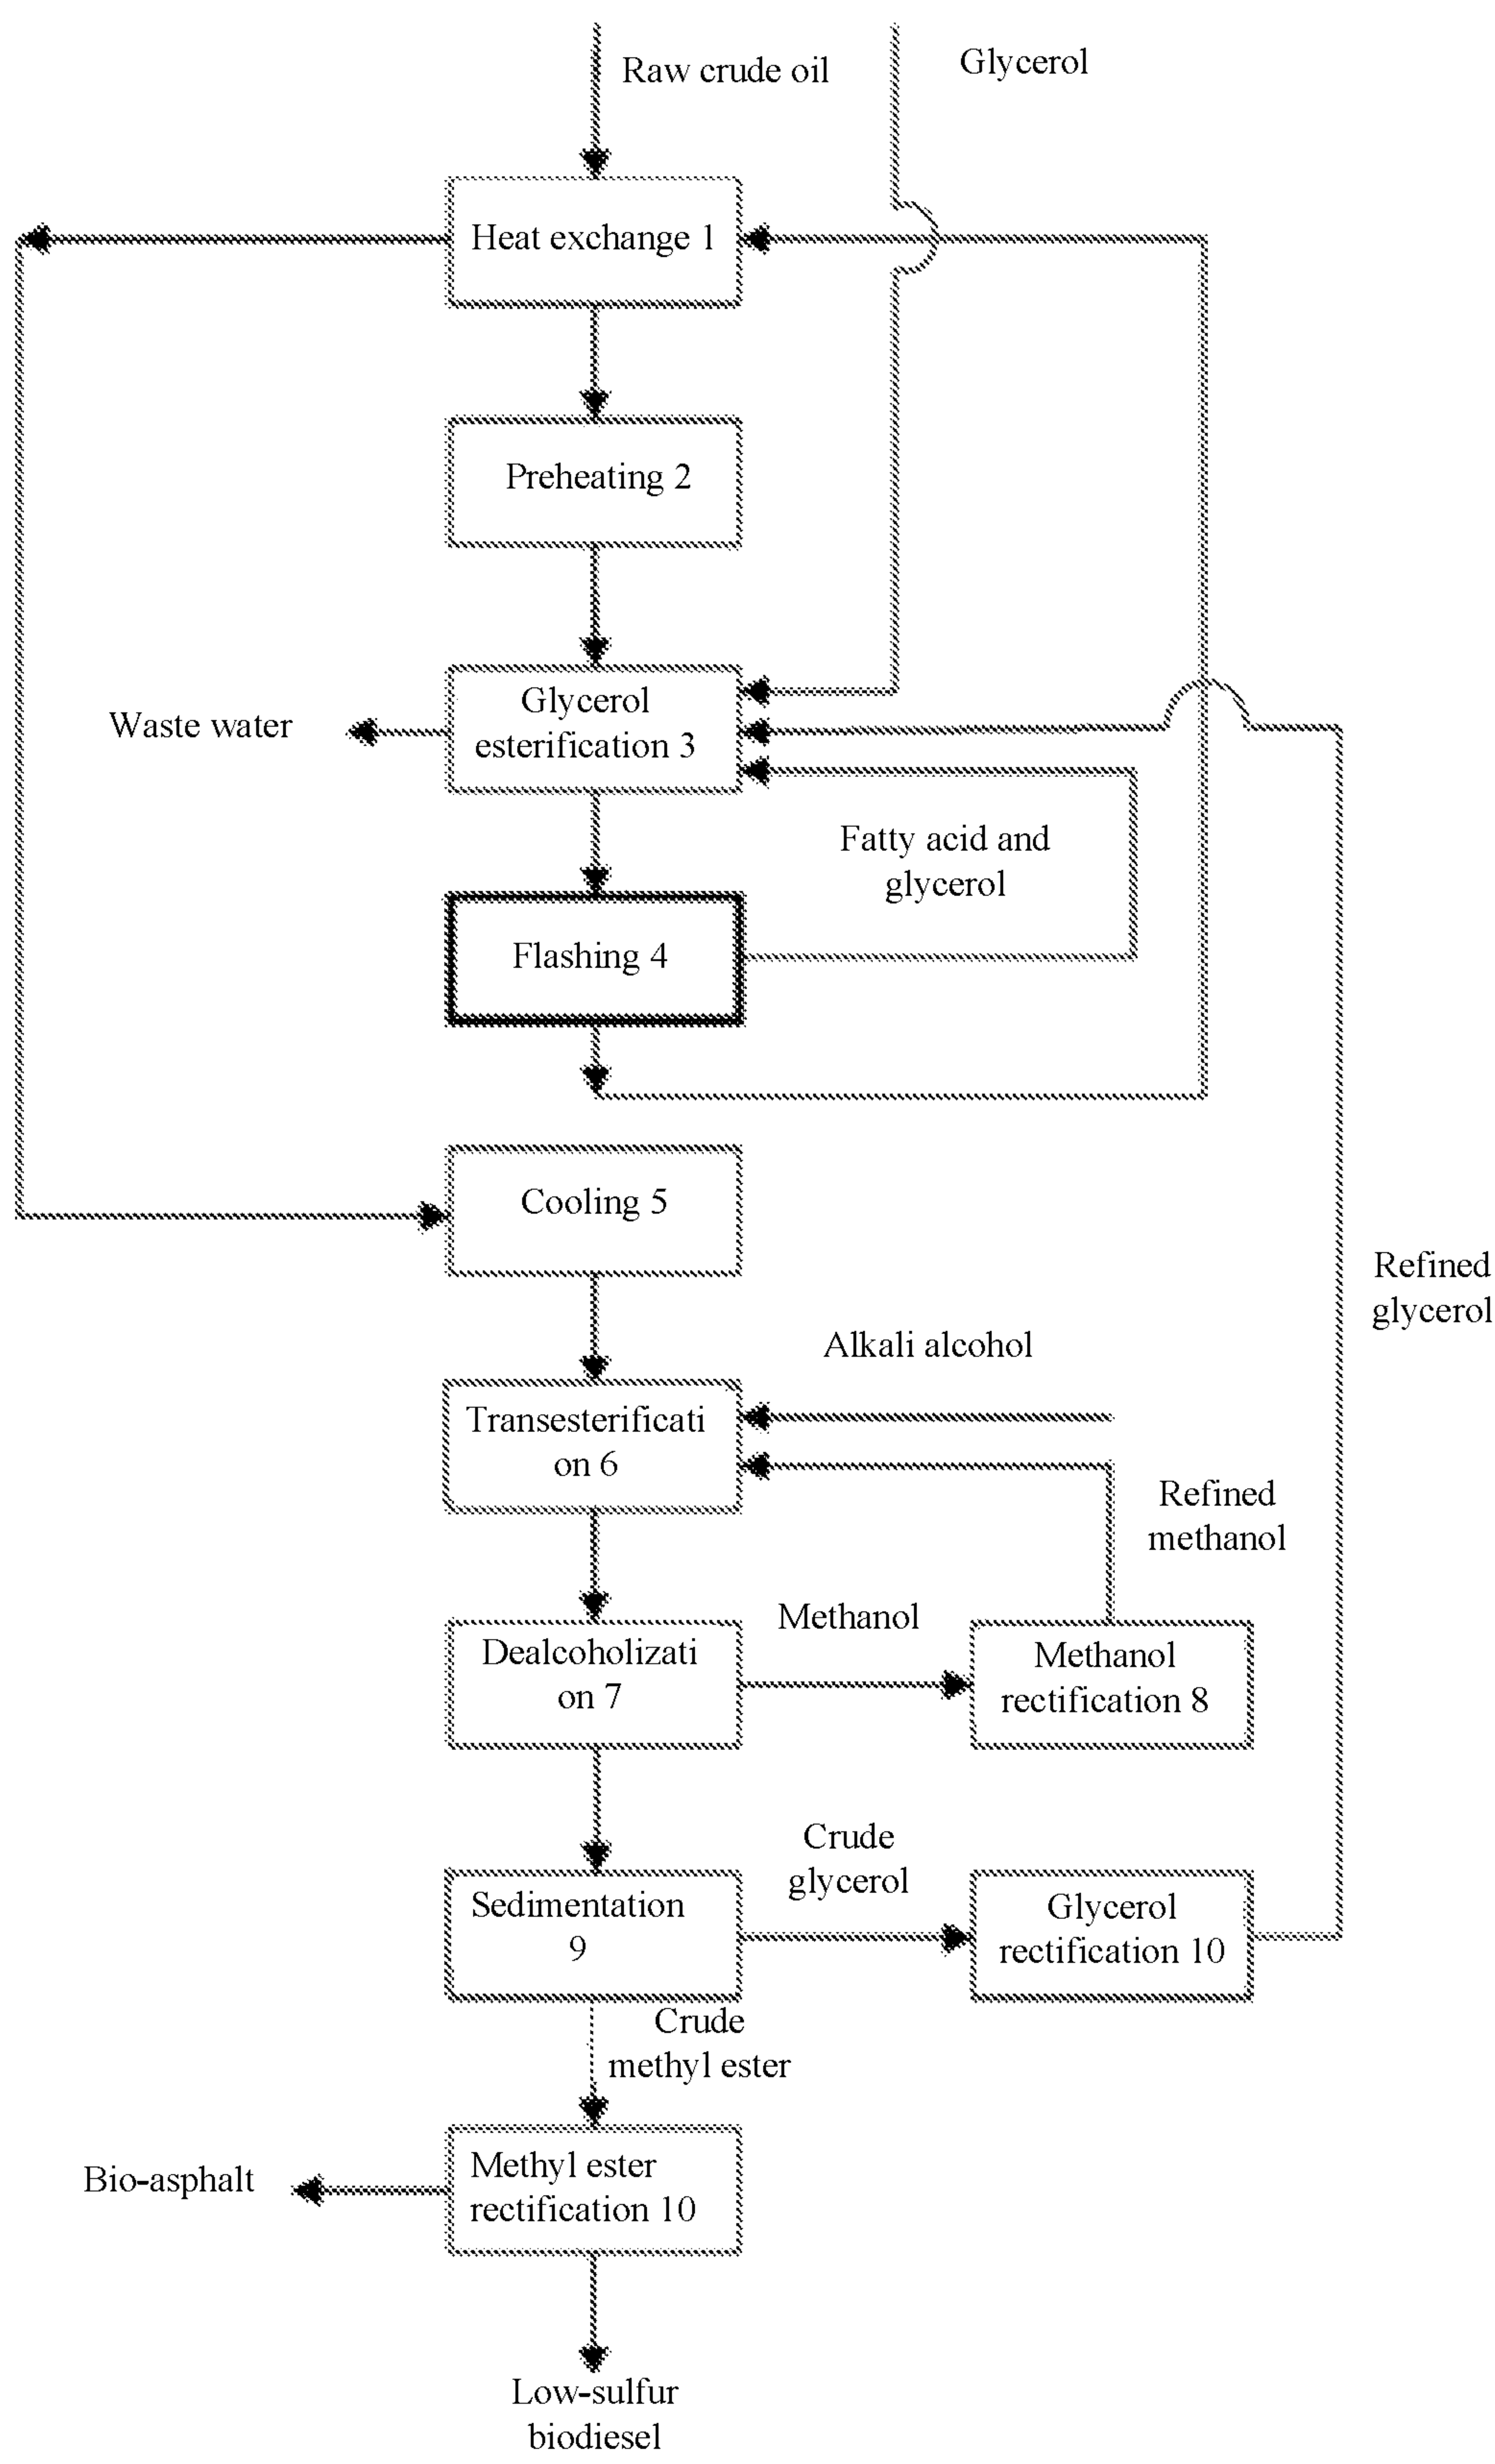 Raw crude oil
Glycerol
Heat exchange 1
Preheating 2
Glycerol
esterification 3
Waste water
Fatty acid and
glycerol
Flashing 4
Cooling 5
Refined
glycerol
Alkali alcohol
Transesterificati
on 6
Refined
methanol
Dealcoholizati
on 7
Methanol
Methanol
rectification 8
Crude
glycerol
Sedimentation
9
Glycerol
rectification 10
Crude
methyl ester
Methyl ester
rectification 10
Bio-asphalt
Low-sulfur
biodiesel